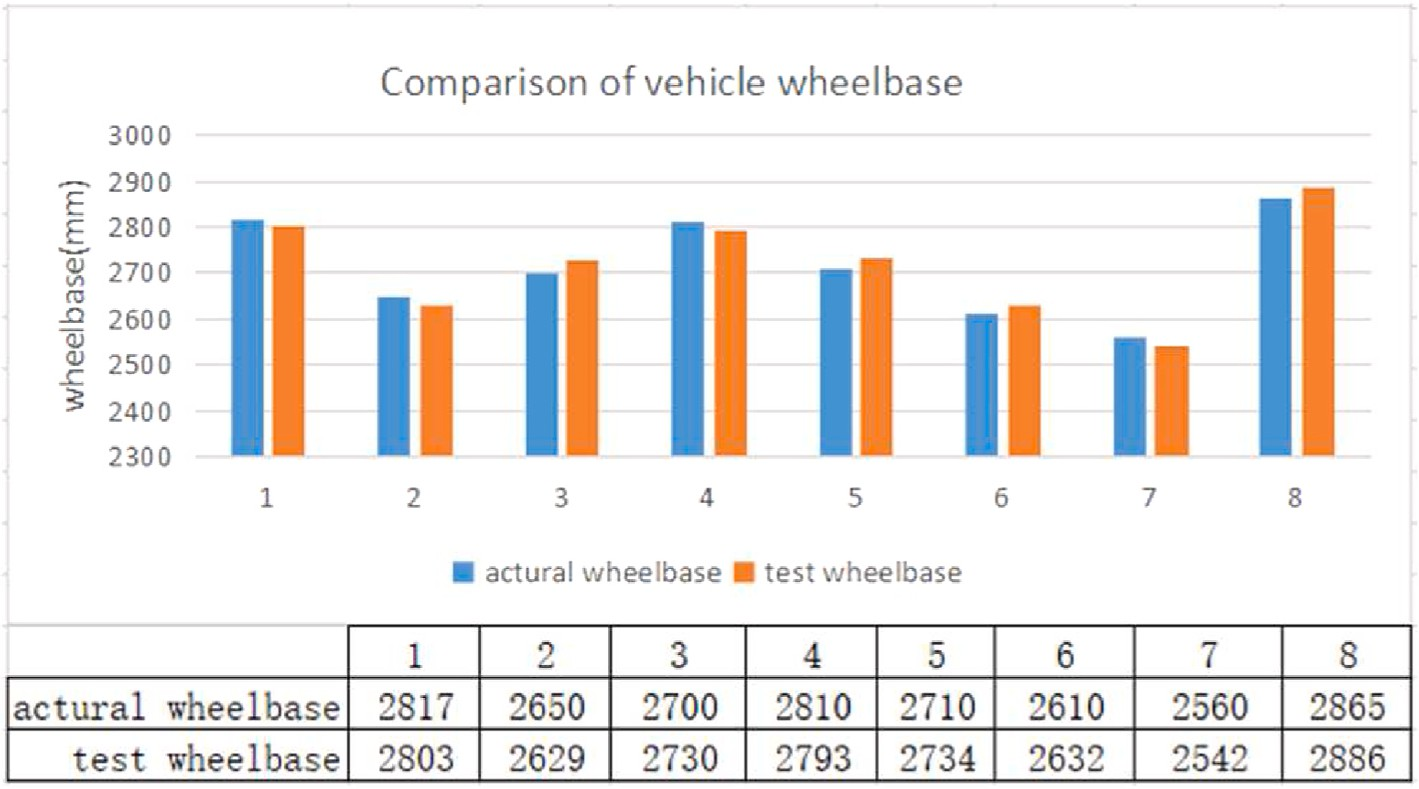 Comparison of vehicle wheelbase
wheelbase(mm)
3000
2900
2800
2700
2600
2500
2400
2300
1 2 3 4 5 6 7 8
actural wheelbase test wheelbase
1 2 3 4 5 6 7 8
actural wheelbase 2817 2650 2700 2810 2710 2610 2560 2865
test wheelbase 2803 2629 2730 2793 2734 2632 2542 2886